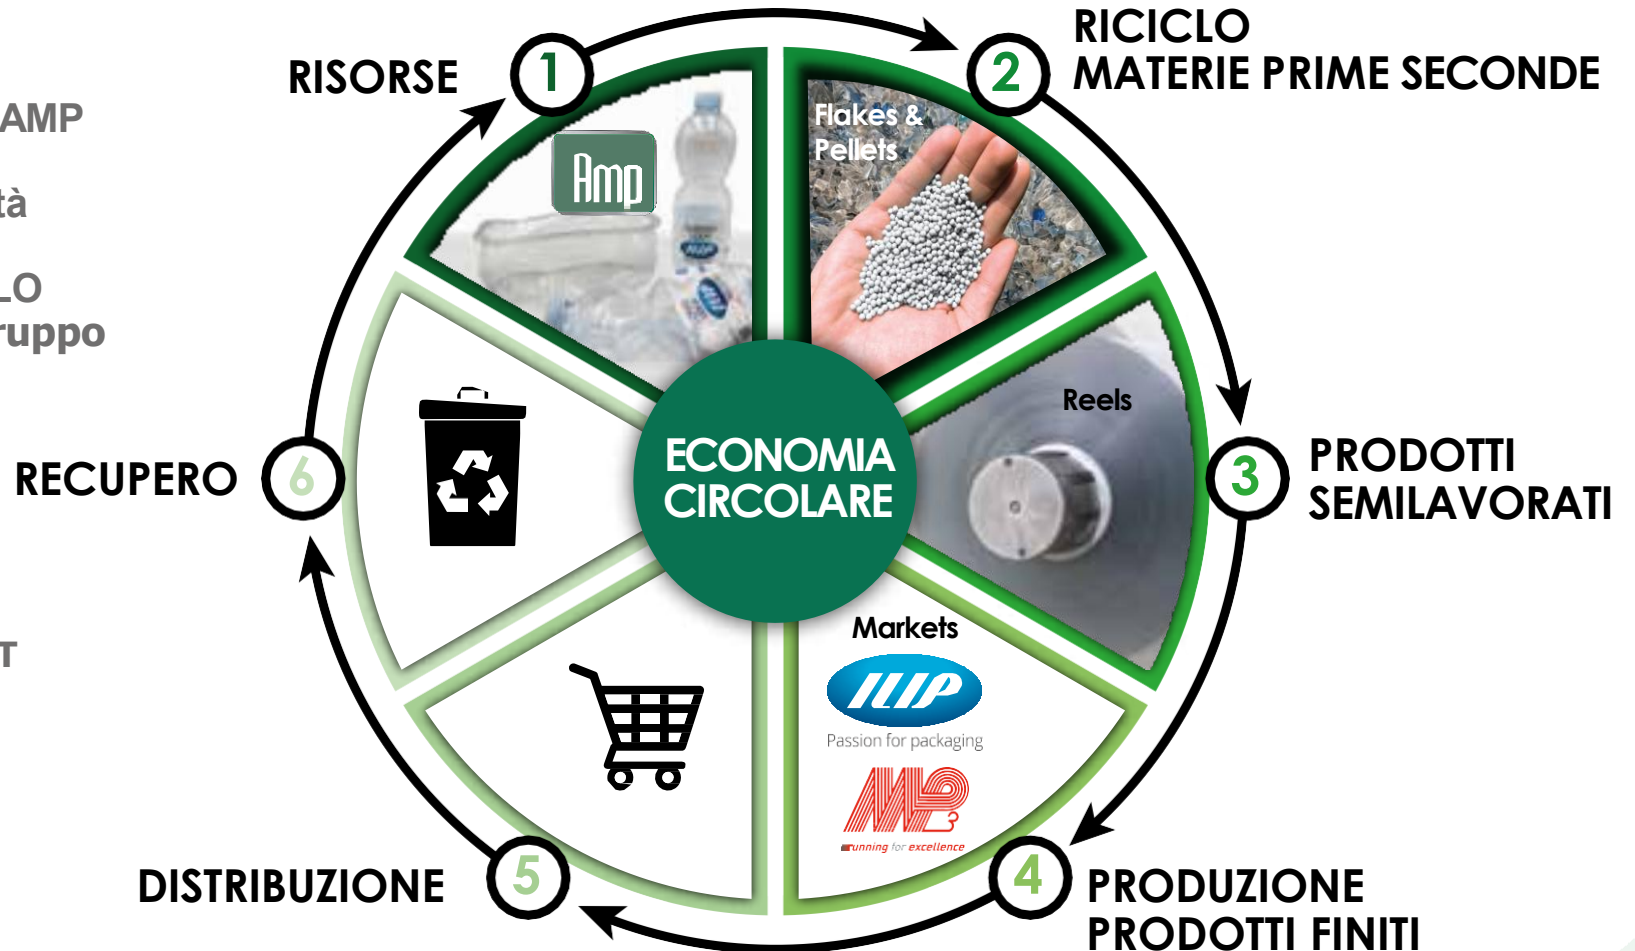 AMP
tà
LO
ruppo
T
RISORSE
1
2
RICICLO
MATERIE PRIME SECONDE
Amp
ILIP
Flakes &
Pellets
Reels
3
PRODOTTI
SEMILAVORATI
ECONOMIA
CIRCOLARE
RECUPERO
6
Markets
ILIP
Passion for packaging
running for excellence
4
PRODUZIONE
PRODOTTI FINITI
5
DISTRIBUZIONE